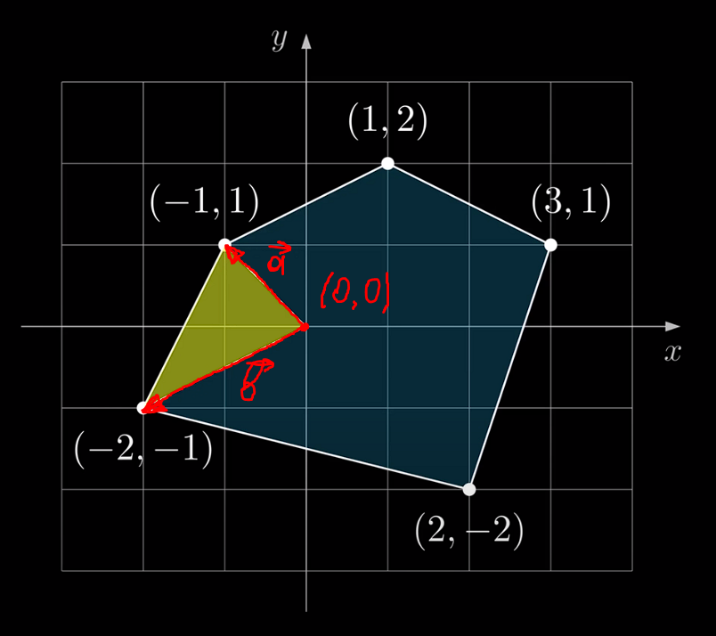 y
(1, 2)
(−1, 1)
(3, 1)
a⃗
(0,0)
x
b⃗
(−2, −1)
(2, −2)